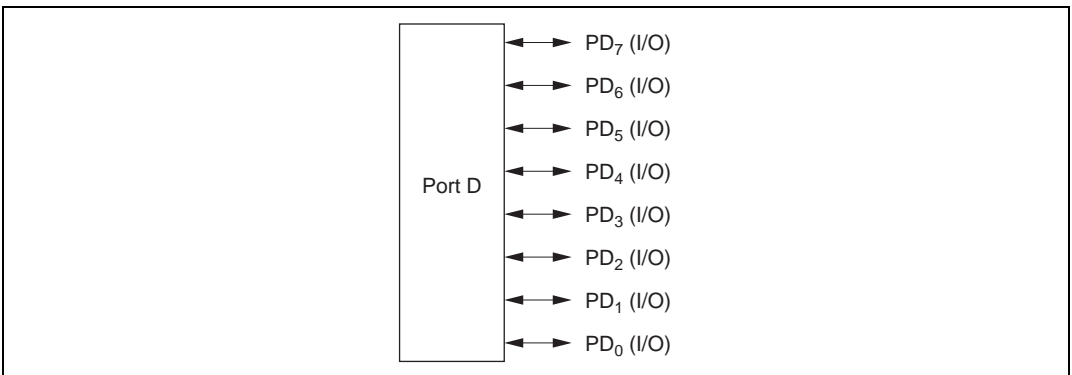 PD₇ (I/O)
PD₆ (I/O)
PD₅ (I/O)
PD₄ (I/O)
Port D
PD₃ (I/O)
PD₂ (I/O)
PD₁ (I/O)
PD₀ (I/O)